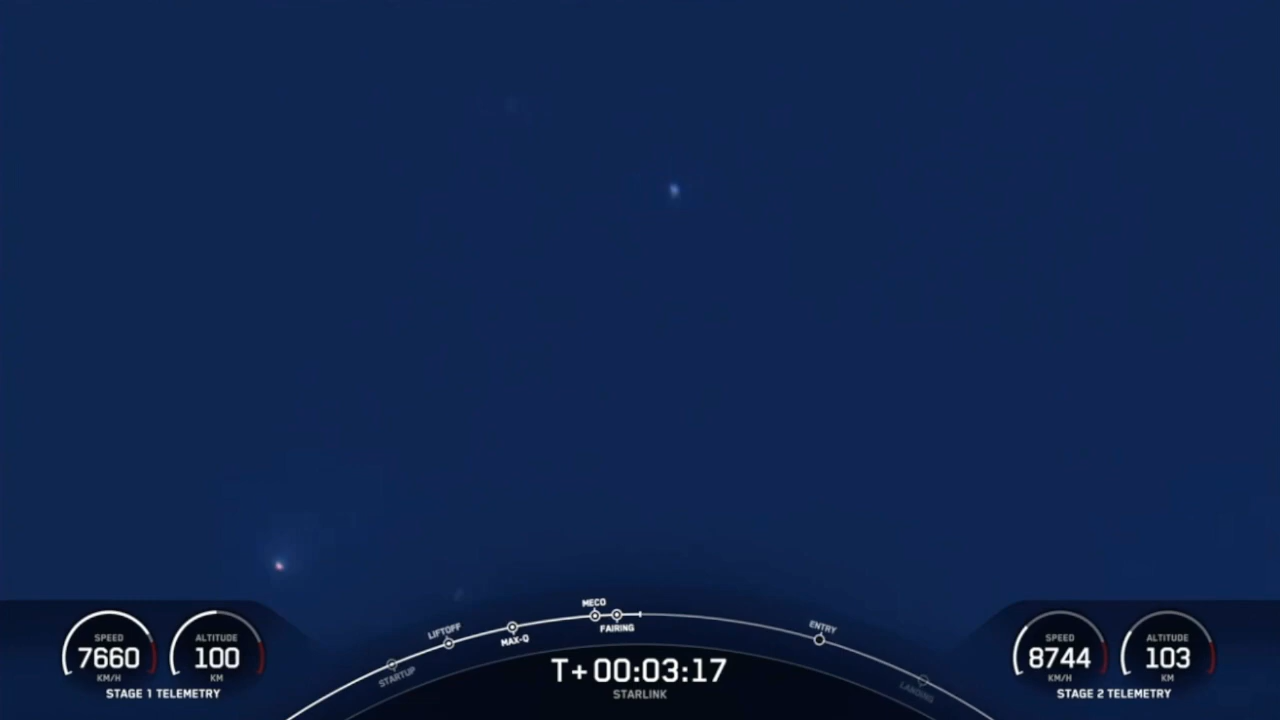 SPEED
7660
KM/H
ALTITUDE
100
KM
STAGE 1 TELEMETRY
STARTUP
LIFTOFF
MAX-Q
MECO
FAIRING
ENTRY
LANDING
T+00:03:17
STARLINK
SPEED
8744
KM/H
ALTITUDE
103
KM
STAGE 2 TELEMETRY